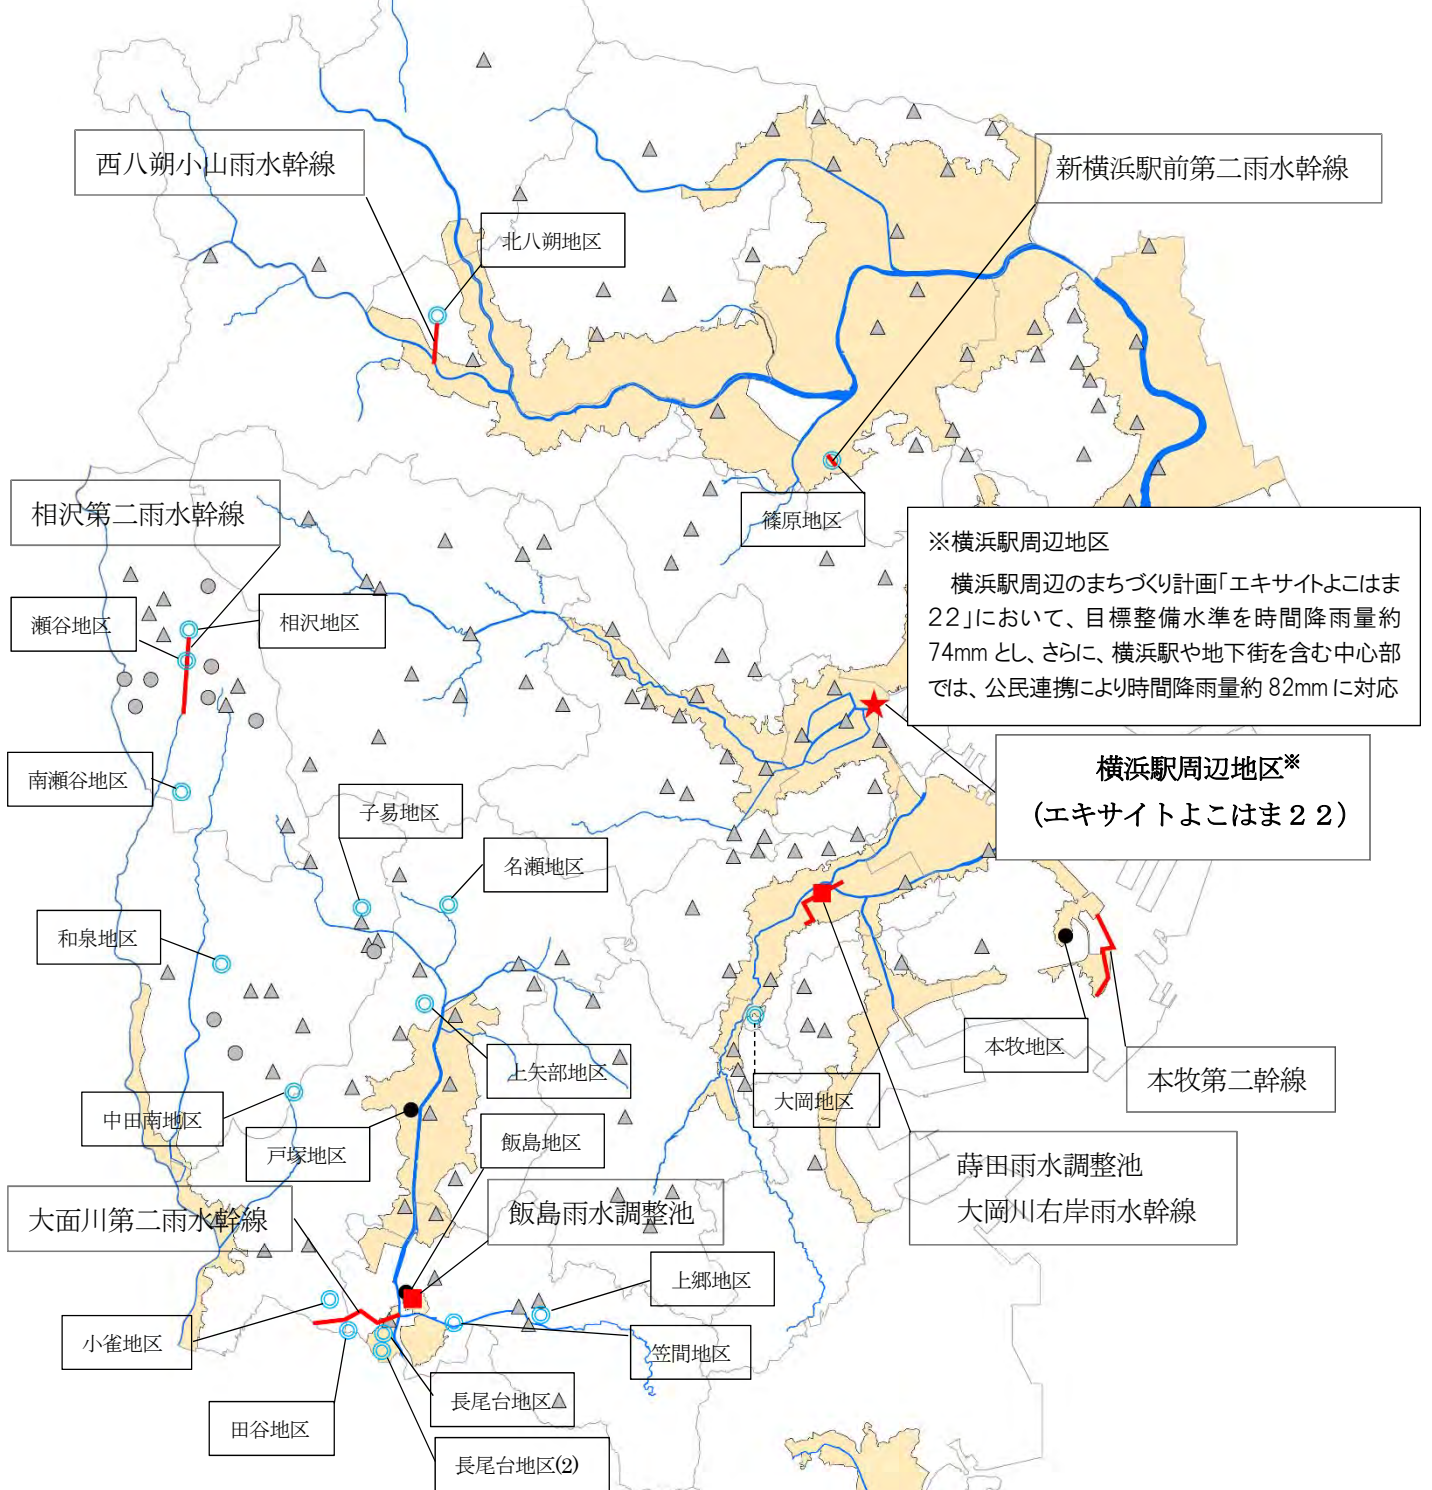 西八朔小山雨水幹線
新横浜駅前第二雨水幹線
北八朔地区
相沢第二雨水幹線
篠原地区
※横浜駅周辺地区
横浜駅周辺のまちづくり計画「エキサイトよこはま
22」において、目標整備水準を時間降雨量約
74mm とし、さらに、横浜駅や地下街を含む中心部
では、公民連携により時間降雨量約 82mm に対応
瀬谷地区
相沢地区
横浜駅周辺地区※
(エキサイトよこはま２２)
南瀬谷地区
子易地区
名瀬地区
和泉地区
本牧地区
上矢部地区
本牧第二幹線
大岡地区
中田南地区
戸塚地区
飯島地区
蒔田雨水調整池
大岡川右岸雨水幹線
大面川第二雨水幹線
飯島雨水調整池
上郷地区
小雀地区
笠間地区
長尾台地区
田谷地区
長尾台地区(2)